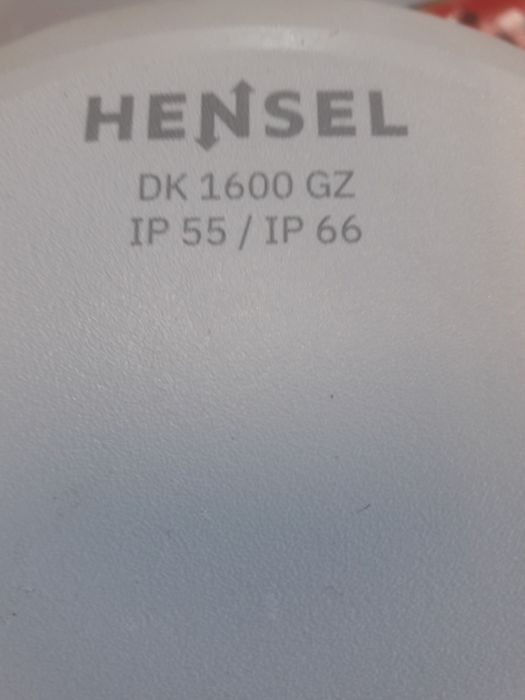 HENSEL
DK 1600 GZ
IP 55 / IP 66